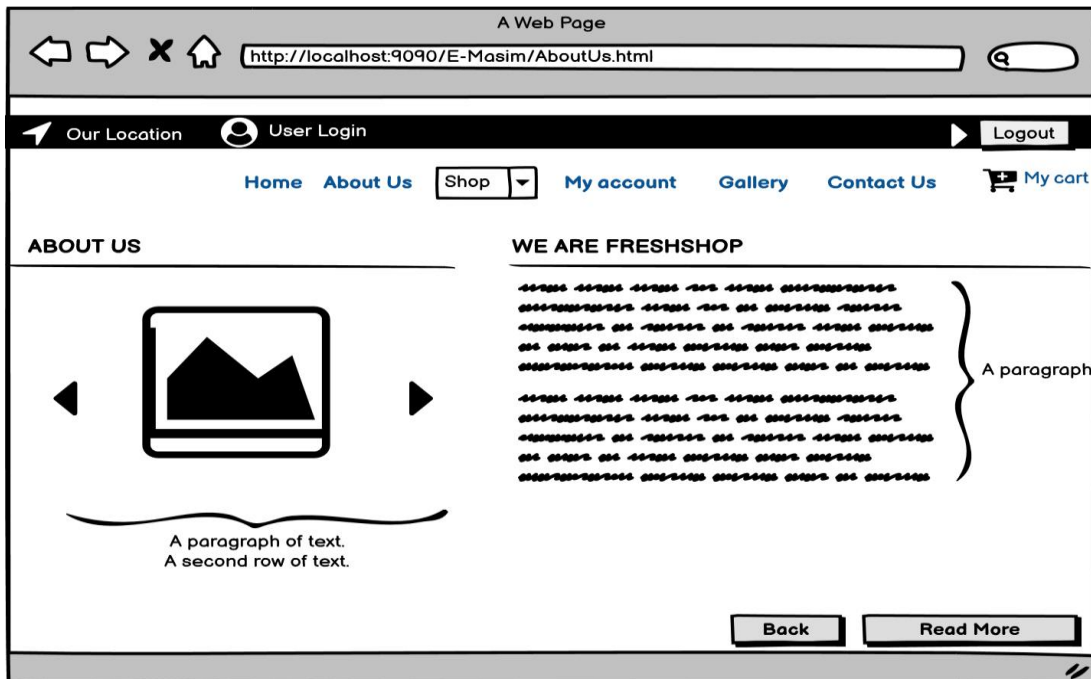 A Web Page
http://localhost:9090/E-Masim/AboutUs.html
Our Location User Login Logout
Home About Us Shop My account Gallery Contact Us My cart
ABOUT US
WE ARE FRESHSHOP
A paragraph
A paragraph of text.
A second row of text.
Back Read More